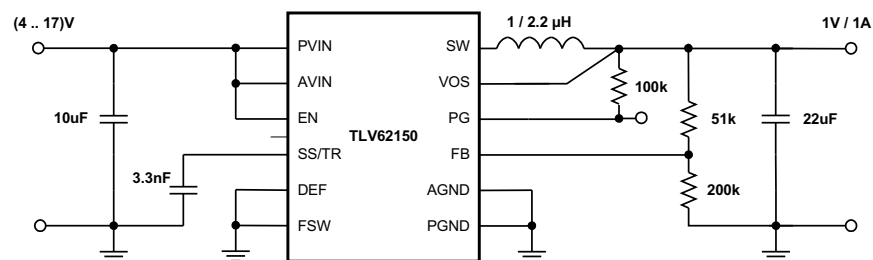 (4 .. 17)V
1 / 2.2 µH
1V / 1A
PVIN
SW
AVIN
VOS
100k
10uF
EN
PG
51k
22uF
TLV62150
SS/TR
FB
3.3nF
DEF
AGND
200k
FSW
PGND